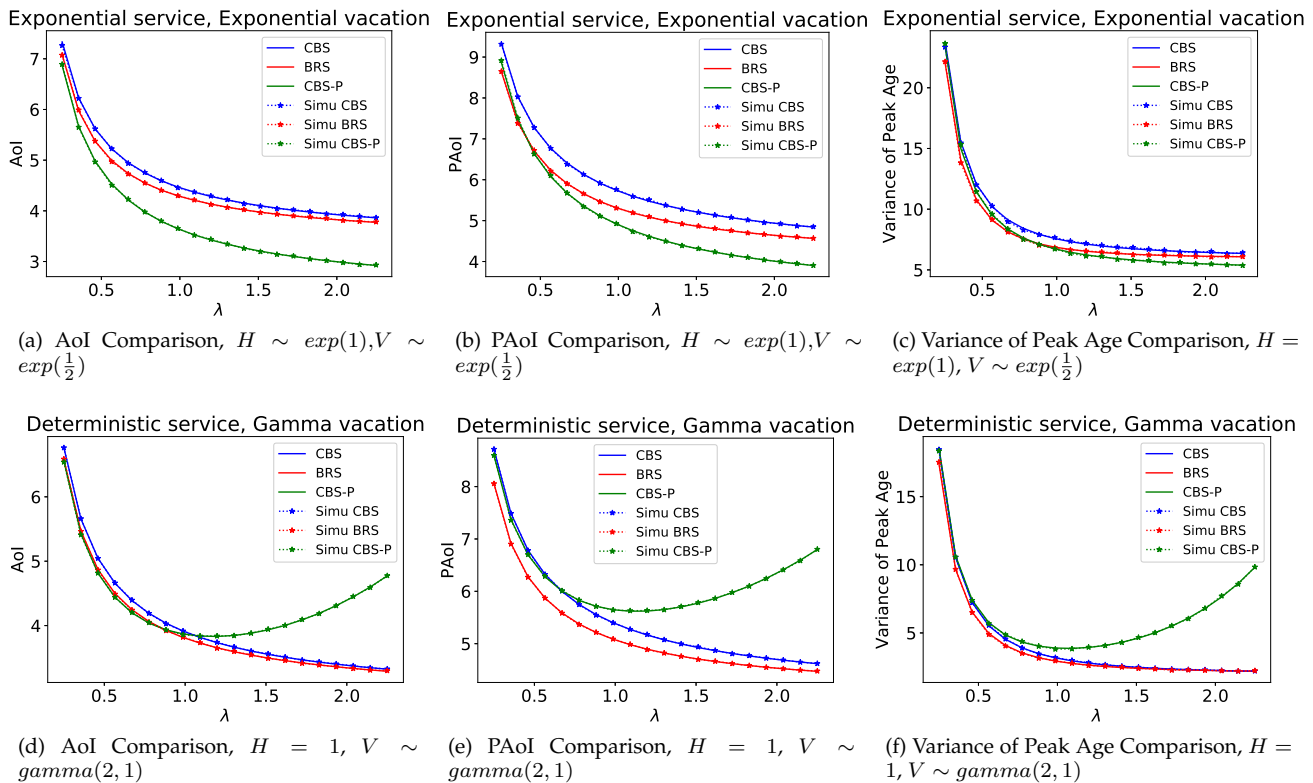 Exponential service, Exponential vacation
Exponential service, Exponential vacation
Exponential service, Exponential vacation
7
6
5
4
3
AoI
0.5 1.0 1.5 2.0
λ
CBS
BRS
CBS-P
Simu CBS
Simu BRS
Simu CBS-P
9
8
7
6
5
4
PAoI
0.5 1.0 1.5 2.0
λ
CBS
BRS
CBS-P
Simu CBS
Simu BRS
Simu CBS-P
20
15
10
5
Variance of Peak Age
0.5 1.0 1.5 2.0
λ
CBS
BRS
CBS-P
Simu CBS
Simu BRS
Simu CBS-P
(a) AoI Comparison, H ∼ exp(1),V ∼
exp(1/2)
(b) PAoI Comparison, H ∼ exp(1),V ∼
exp(1/2)
(c) Variance of Peak Age Comparison, H =
exp(1), V ∼ exp(1/2)
Deterministic service, Gamma vacation
Deterministic service, Gamma vacation
Deterministic service, Gamma vacation
6
5
4
AoI
0.5 1.0 1.5 2.0
λ
CBS
BRS
CBS-P
Simu CBS
Simu BRS
Simu CBS-P
8
7
6
5
PAoI
0.5 1.0 1.5 2.0
λ
CBS
BRS
CBS-P
Simu CBS
Simu BRS
Simu CBS-P
15
10
5
Variance of Peak Age
0.5 1.0 1.5 2.0
λ
CBS
BRS
CBS-P
Simu CBS
Simu BRS
Simu CBS-P
(d) AoI Comparison, H = 1, V ∼
gamma(2, 1)
(e) PAoI Comparison, H = 1, V ∼
gamma(2, 1)
(f) Variance of Peak Age Comparison, H =
1, V ∼ gamma(2, 1)